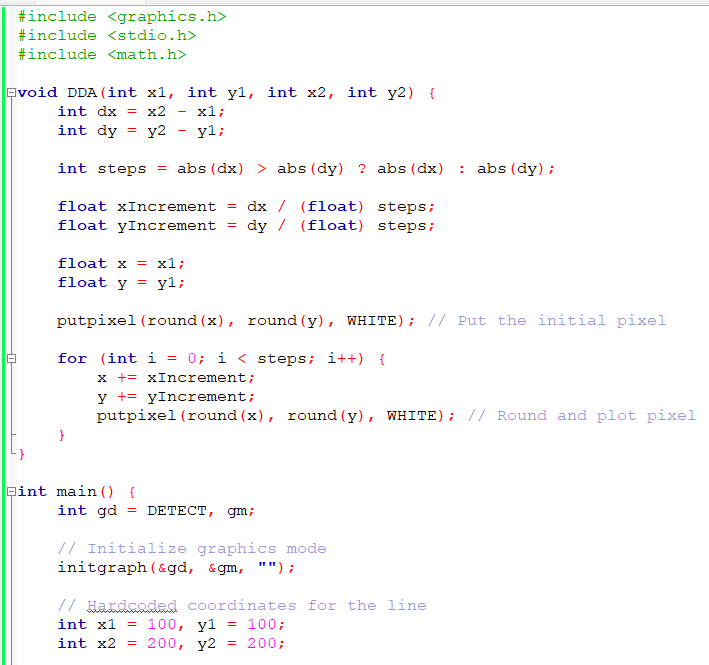 #include <graphics.h>
#include <stdio.h>
#include <math.h>

void DDA(int x1, int y1, int x2, int y2) {
    int dx = x2 - x1;
    int dy = y2 - y1;

    int steps = abs(dx) > abs(dy) ? abs(dx) : abs(dy);

    float xIncrement = dx / (float) steps;
    float yIncrement = dy / (float) steps;

    float x = x1;
    float y = y1;

    putpixel(round(x), round(y), WHITE); // Put the initial pixel

    for (int i = 0; i < steps; i++) {
        x += xIncrement;
        y += yIncrement;
        putpixel(round(x), round(y), WHITE); // Round and plot pixel
    }
}

int main() {
    int gd = DETECT, gm;

    // Initialize graphics mode
    initgraph(&gd, &gm, "");

    // Hardcoded coordinates for the line
    int x1 = 100, y1 = 100;
    int x2 = 200, y2 = 200;